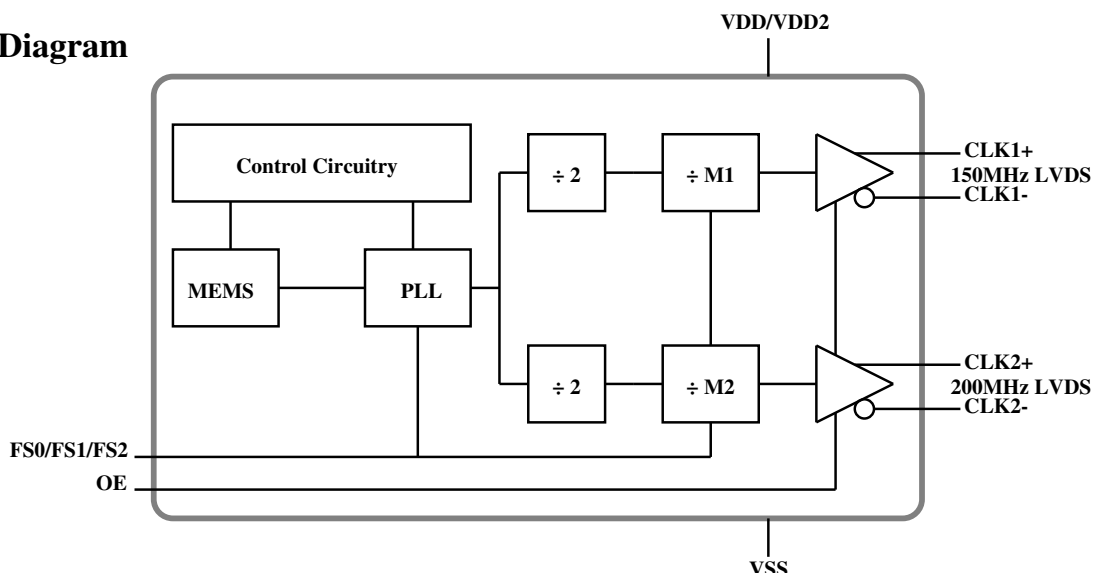 VDD/VDD2
Diagram
Control Circuitry
÷ 2
÷ M1
CLK1+
150MHz LVDS
CLK1-
MEMS
PLL
÷ 2
÷ M2
CLK2+
200MHz LVDS
CLK2-
FS0/FS1/FS2
OE
VSS